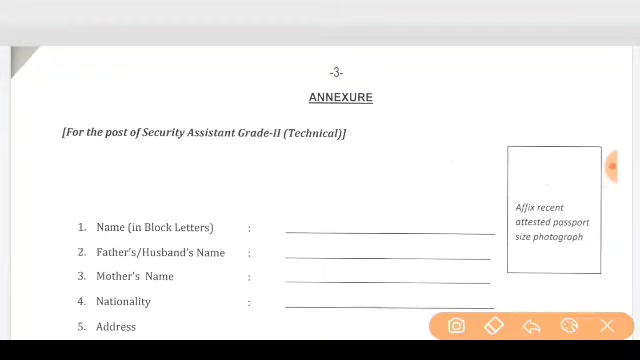 -3-
ANNEXURE
[For the post of Security Assistant Grade-II (Technical)]
Affix recent
attested passport
size photograph
1. Name (in Block Letters) :
2. Father's/Husband's Name :
3. Mother's Name :
4. Nationality :
5. Address